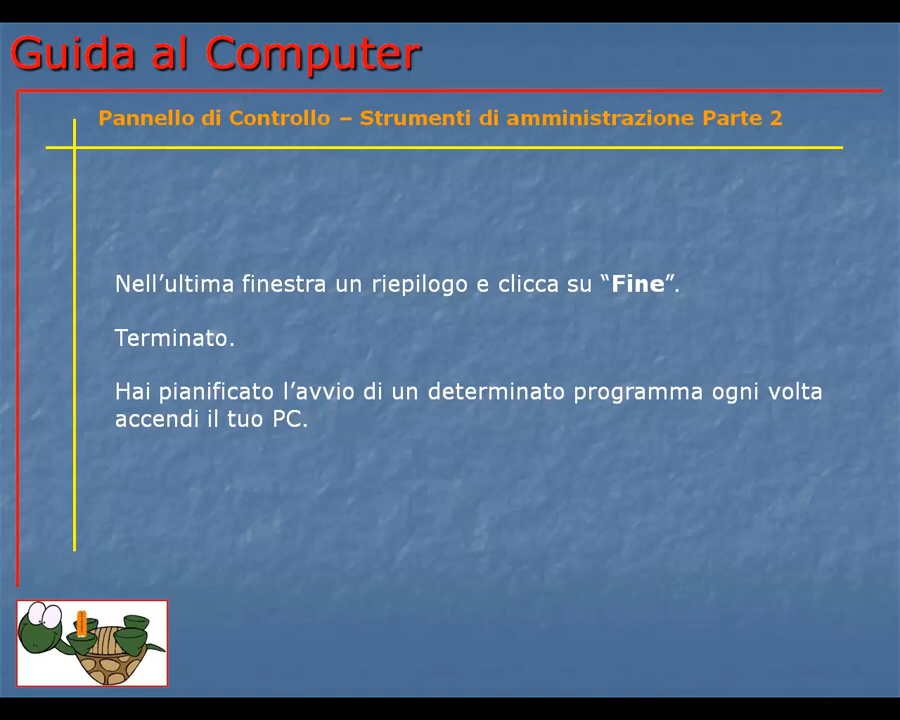 Guida al Computer
Pannello di Controllo – Strumenti di amministrazione Parte 2
Nell’ultima finestra un riepilogo e clicca su “Fine”.
Terminato.
Hai pianificato l’avvio di un determinato programma ogni volta
accendi il tuo PC.